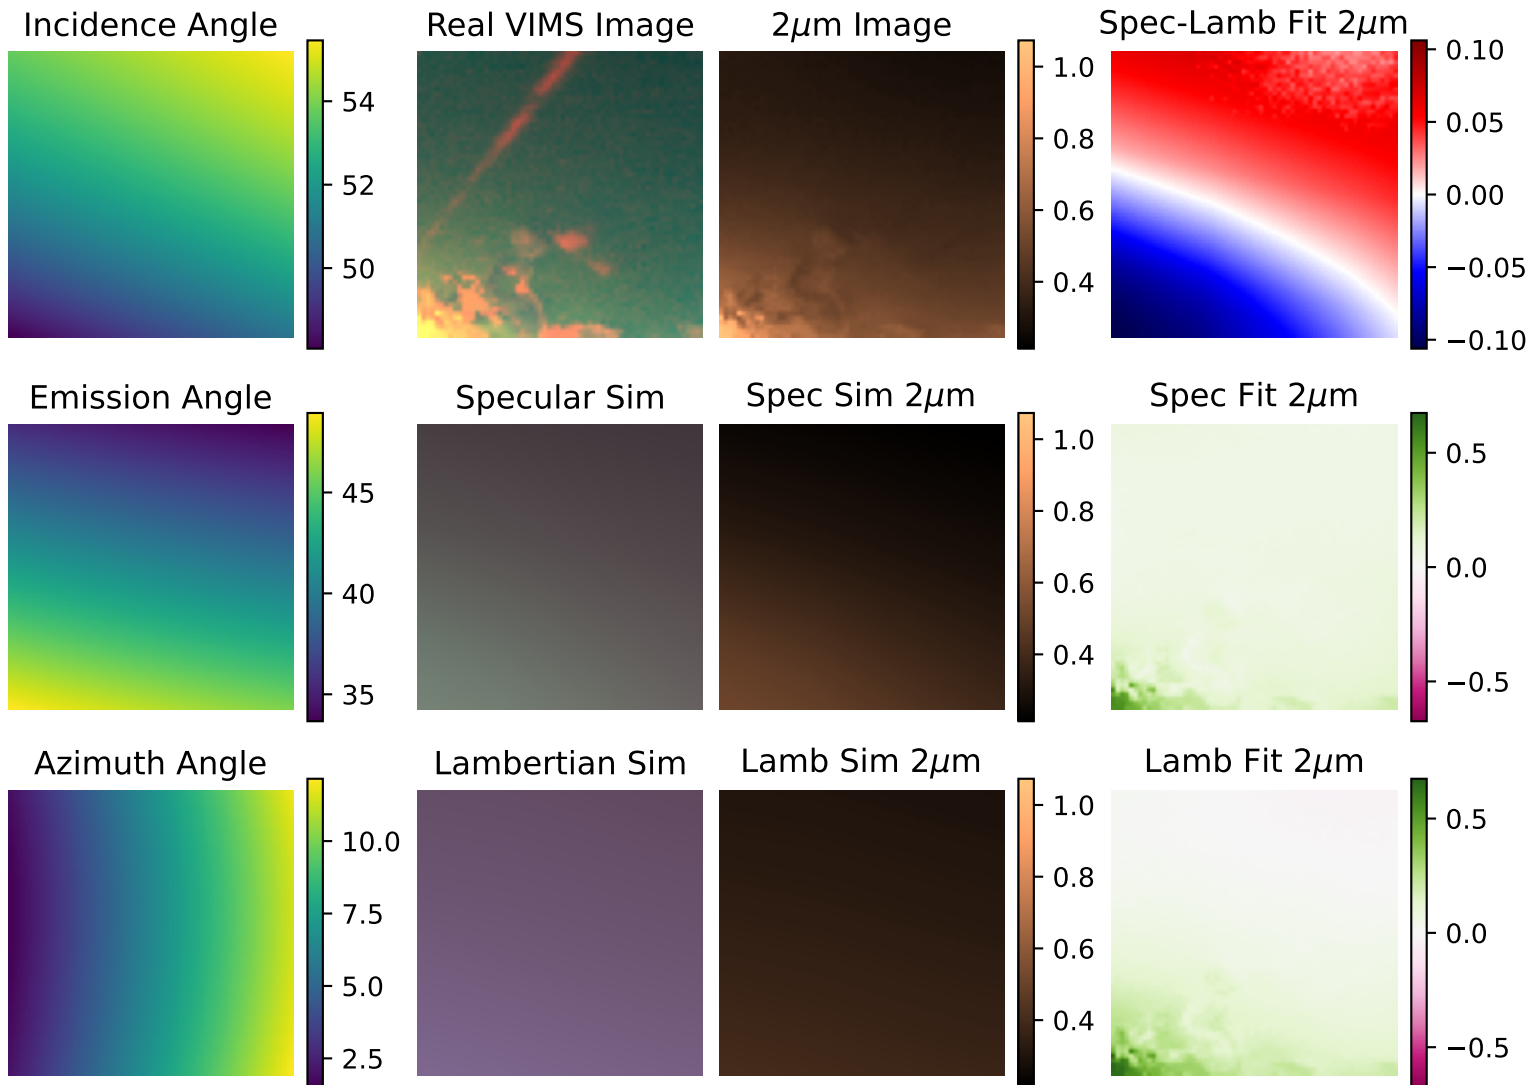 Incidence Angle
54
52
50
Real VIMS Image
2μm Image
1.0
0.8
0.6
0.4
Spec-Lamb Fit 2μm
0.10
0.05
0.00
−0.05
−0.10
Emission Angle
45
40
35
Specular Sim
Spec Sim 2μm
1.0
0.8
0.6
0.4
Spec Fit 2μm
0.5
0.0
−0.5
Azimuth Angle
10.0
7.5
5.0
2.5
Lambertian Sim
Lamb Sim 2μm
1.0
0.8
0.6
0.4
Lamb Fit 2μm
0.5
0.0
−0.5